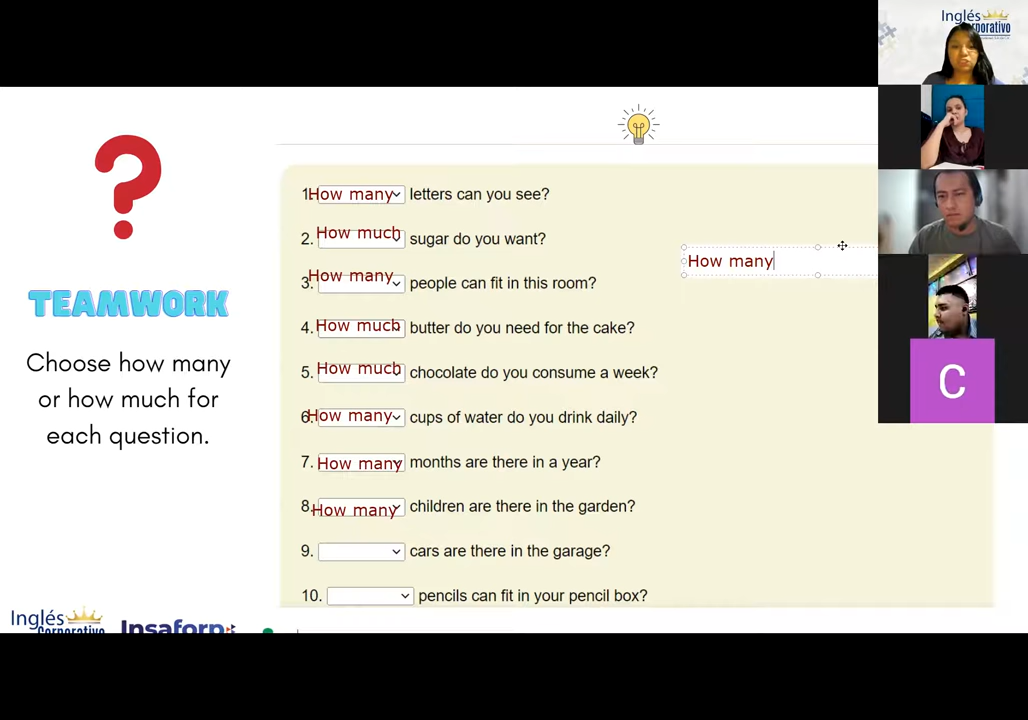 Inglés
Corporativo
?
TEAMWORK
Choose how many
or how much for
each question.
1. How many letters can you see?
2. How much sugar do you want?
3. How many people can fit in this room?
4. How much butter do you need for the cake?
5. How much chocolate do you consume a week?
6. How many cups of water do you drink daily?
7. How many months are there in a year?
8. How many children are there in the garden?
9. cars are there in the garage?
10. pencils can fit in your pencil box?
How many
C
Inglés
Corporativo
Insaforp